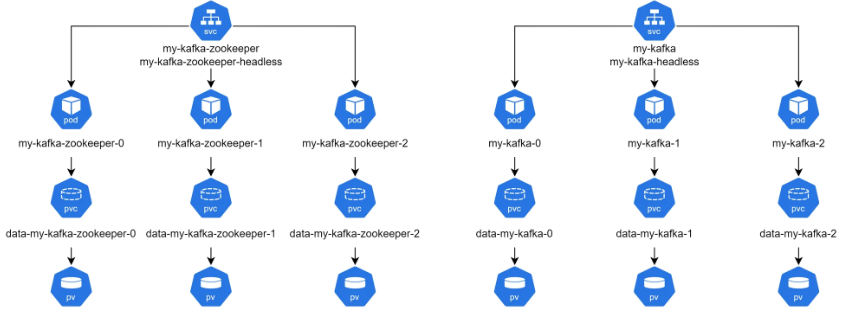 svc
svc
my-kafka-zookeeper
my-kafka-zookeeper-headless
my-kafka
my-kafka-headless
pod
pod
pod
pod
pod
pod
my-kafka-zookeeper-0
my-kafka-zookeeper-1
my-kafka-zookeeper-2
my-kafka-0
my-kafka-1
my-kafka-2
pvc
pvc
pvc
pvc
pvc
pvc
data-my-kafka-zookeeper-0
data-my-kafka-zookeeper-1
data-my-kafka-zookeeper-2
data-my-kafka-0
data-my-kafka-1
data-my-kafka-2
pv
pv
pv
pv
pv
pv